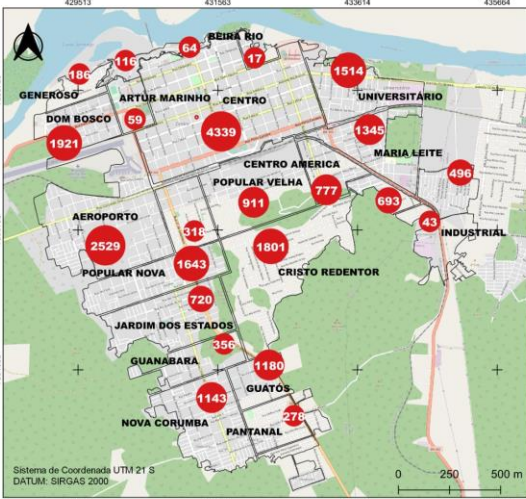 429513 431563 433614 435664
BEIRA RIO
64
17
116
186
1514
GENEROSO
ARTUR MARINHO CENTRO
UNIVERSITÁRIO
DOM BOSCO
59
4339
1345
1921
MARIA LEITE
CENTRO AMERICA
POPULAR VELHA
496
777
911
693
AEROPORTO
43
318
INDUSTRIAL
2529
1801
1643
POPULAR NOVA
CRISTO REDENTOR
720
JARDIM DOS ESTADOS
356
GUANABARA
1180
GUATÓS
1143
278
NOVA CORUMBA
PANTANAL
Sistema de Coordenada UTM 21 S
DATUM: SIRGAS 2000
0 250 500 m